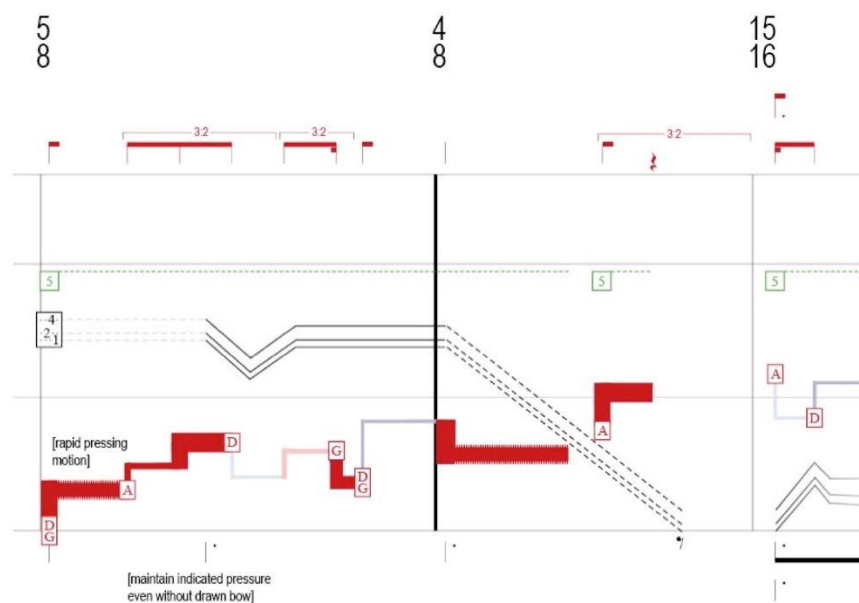 5
8
4
8
15
16
3:2
3:2
3:2
5
5
5
4
2
1
A
[rapid pressing
motion]
D
G
D
G
A
A
D
D
G
[maintain indicated pressure
even without drawn bow]